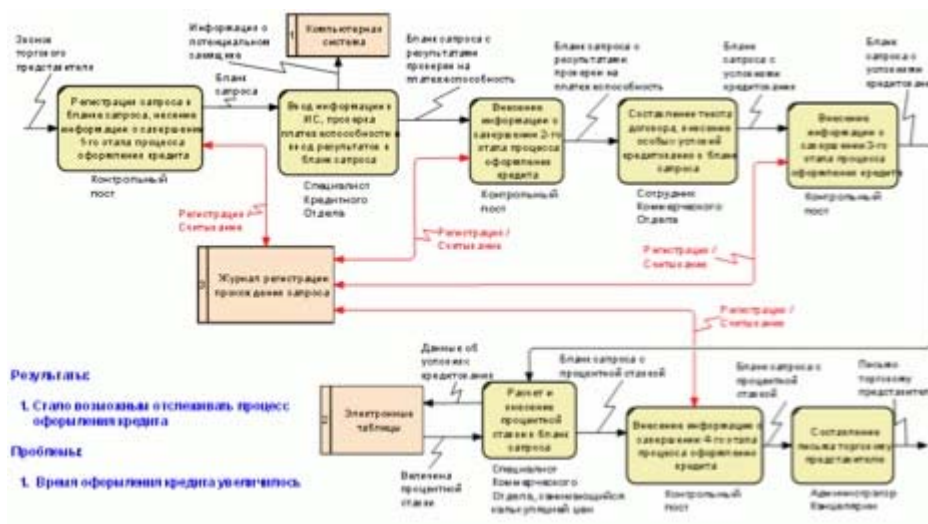 Звонок
торгового
представителя
Регистрация запроса в
бланке запроса, внесение
информации о завершении
1-го этапа процесса
оформления кредита
Контрольный
пост
Бланк
запроса
Информация о
потенциальном
заемщике
Компьютерная
система
Ввод информации в
ИС, проверка
платежеспособности и
ввод результатов в
бланк запроса
Специалист
Кредитного
Отдела
Бланк запроса с
результатами
проверки на
платежеспособность
Внесение
информации о
завершении 2-го
этапа процесса
оформления
кредита
Контрольный
пост
Бланк запроса с
результатами
проверки на
платежеспособность
Составление текста
договора, внесение
особых условий
кредитования в бланк
запроса
Сотрудник
Коммерческого
Отдела
Бланк
запроса с
условиями
кредитования
Внесение
информации о
завершении 3-го
этапа процесса
оформления кредита
Контрольный
пост
Бланк
запроса с
условиями
кредитования
Регистрация /
Считывание
Регистрация /
Считывание
Регистрация /
Считывание
Журнал регистрации
прохождения запроса
Регистрация /
Считывание
Результаты:
1. Стало возможным отслеживать процесс
оформления кредита
Проблемы:
1. Время оформления кредита увеличилось
Данные об
условиях
кредитования
Электронные
таблицы
Величина
процентной
ставки
Расчет и
внесение
процентной
ставки в бланк
запроса
Специалист
Коммерческого
Отдела, занимающийся
калькуляцией цен
Бланк запроса с
процентной
ставкой
Внесение информации о
завершении 4-го этапа
процесса оформления
кредита
Контрольный
пост
Бланк запроса с
процентной
ставкой
Составление
письма торговому
представителю
Администратор
Канцелярии
Письмо
торговому
представителю